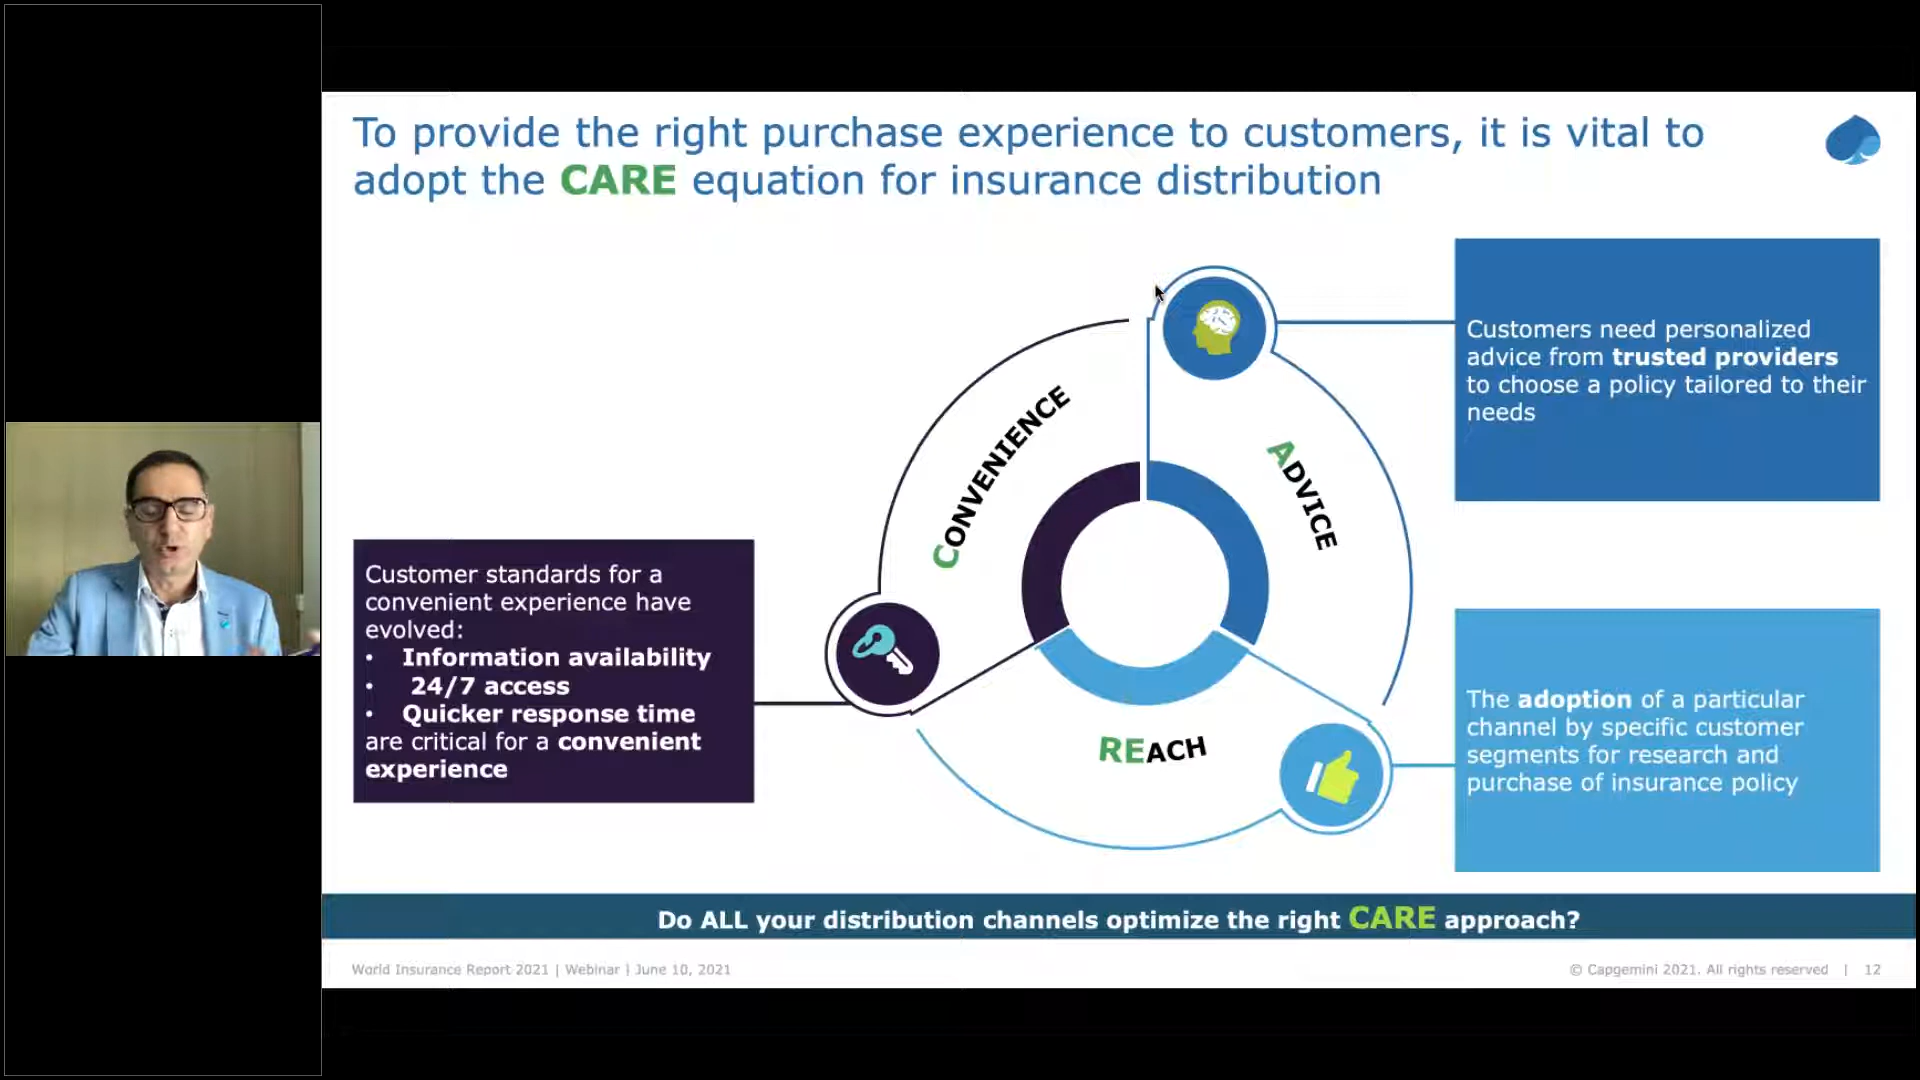 To provide the right purchase experience to customers, it is vital to
adopt the CARE equation for insurance distribution
CONVENIENCE
ADVICE
REACH
Customers need personalized
advice from trusted providers
to choose a policy tailored to their
needs
Customer standards for a
convenient experience have
evolved:
• Information availability
• 24/7 access
• Quicker response time
are critical for a convenient
experience
The adoption of a particular
channel by specific customer
segments for research and
purchase of insurance policy
Do ALL your distribution channels optimize the right CARE approach?
World Insurance Report 2021 | Webinar | June 10, 2021
© Capgemini 2021. All rights reserved | 12